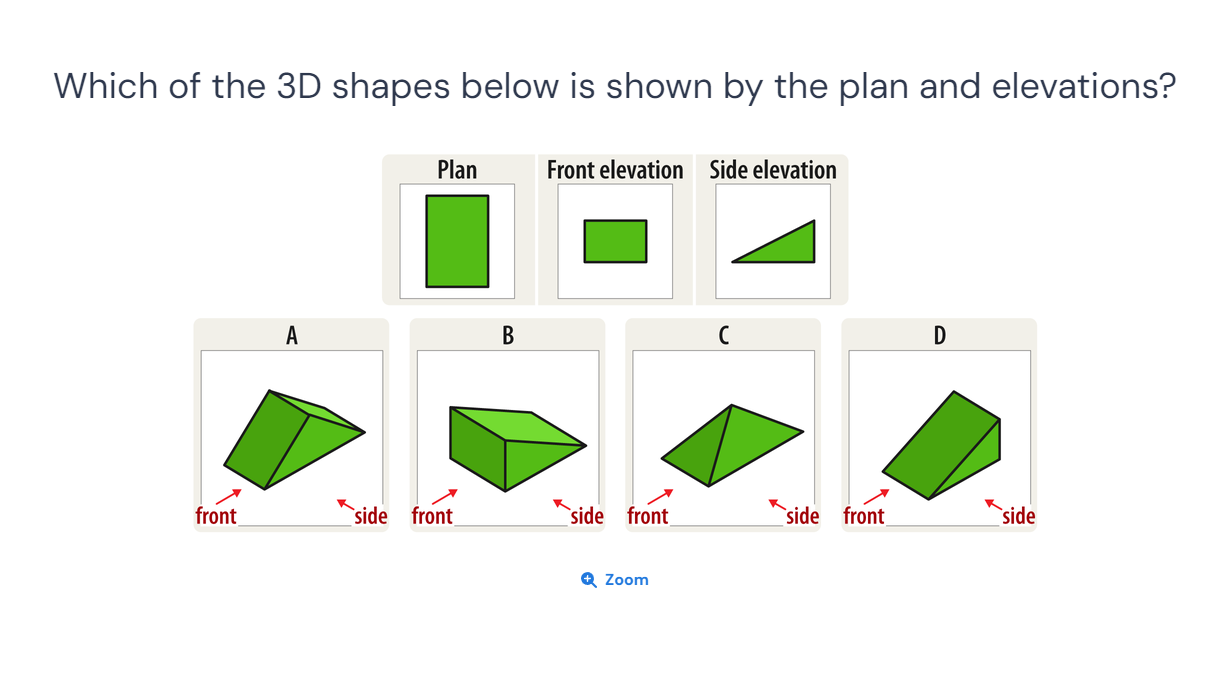 Which of the 3D shapes below is shown by the plan and elevations?
Plan Front elevation Side elevation
A B C D
front side front side front side front side
Zoom